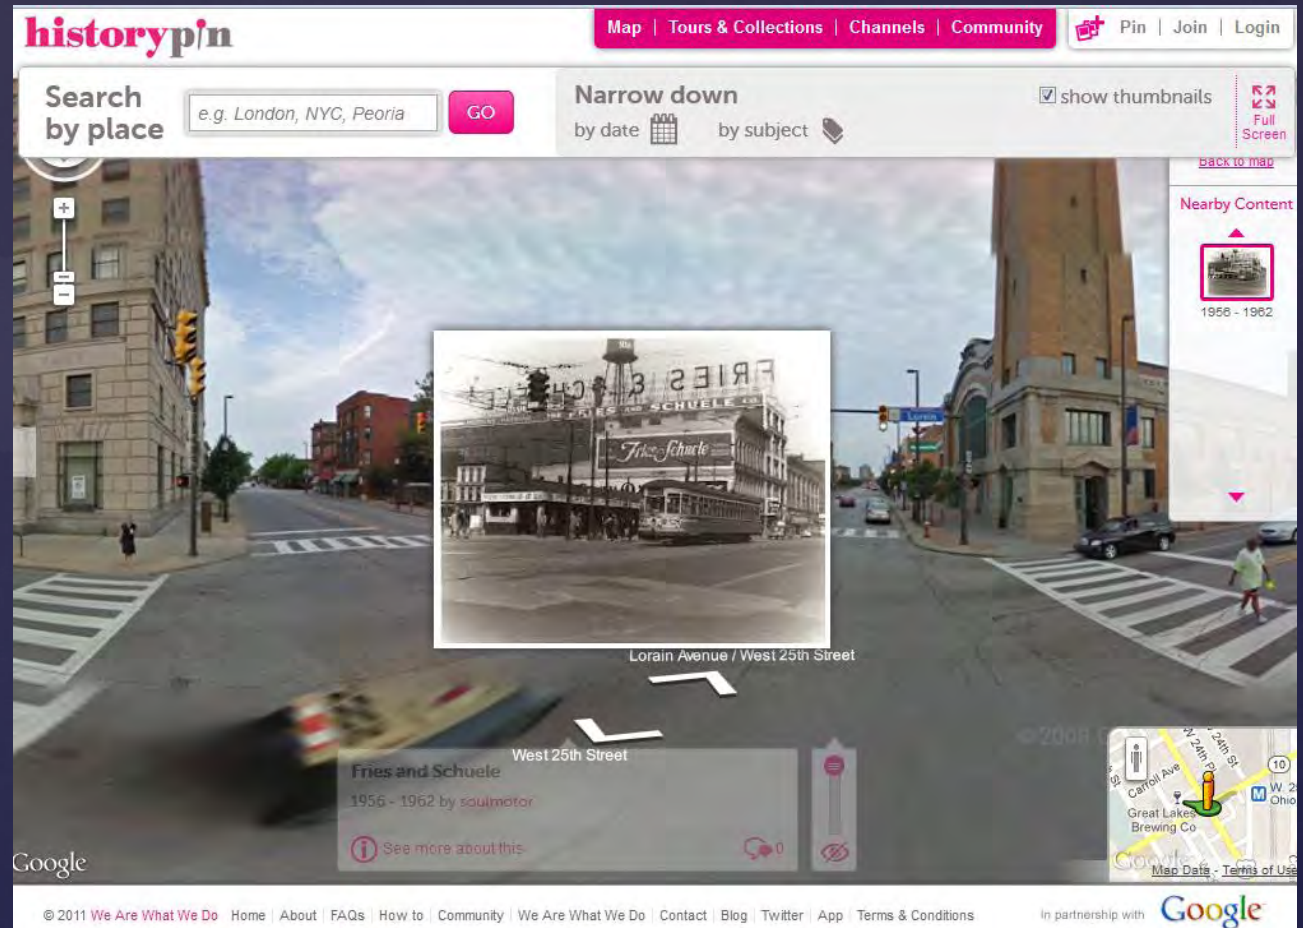 historypin
Map | Tours & Collections | Channels | Community
Pin | Join | Login
Search by place
e.g. London, NYC, Peoria
GO
Narrow down
by date
by subject
show thumbnails
Full Screen
Back to map
Nearby Content
1956 - 1962
FRIES & SCHUELE
FRIES AND SCHUELE CO.
Fries & Schuele
Lorain
Lorain Avenue / West 25th Street
West 25th Street
Fries and Schuele
1956 - 1962 by soulmotor
See more about this
0
W 24th Pl
W 24th St
Carroll Ave
10
M
Great Lakes
Brewing Co
Google
Google
Map Data - Terms of Use
© 2011 We Are What We Do Home | About | FAQs | How to | Community | We Are What We Do | Contact | Blog | Twitter | App | Terms & Conditions
In partnership with Google